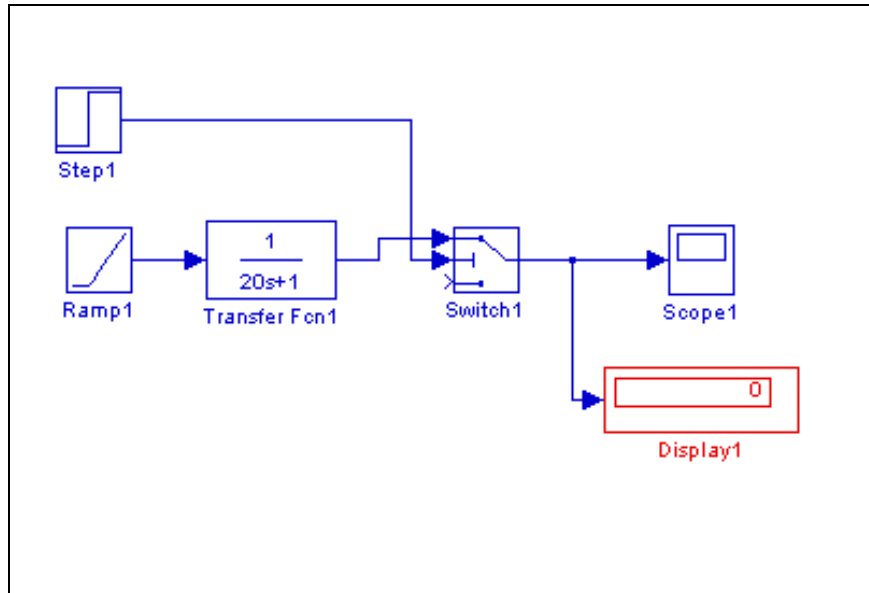 Step1
1
20s+1
Ramp1
Transfer Fcn1
Switch1
Scope1
0
Display1